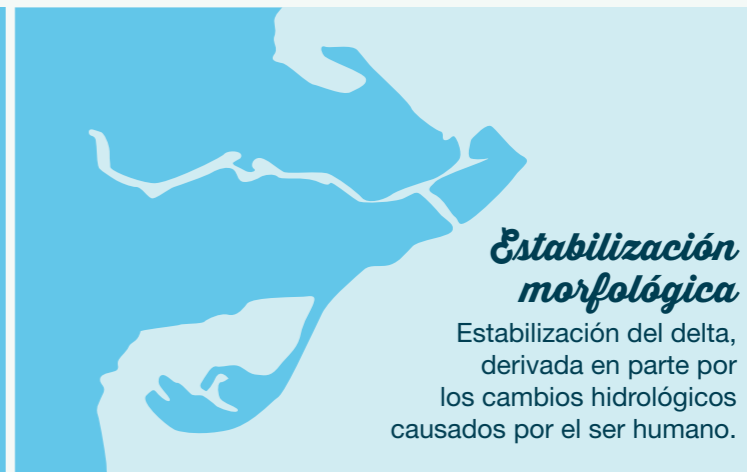 Estabilización
morfológica
Estabilización del delta,
derivada en parte por
los cambios hidrológicos
causados por el ser humano.